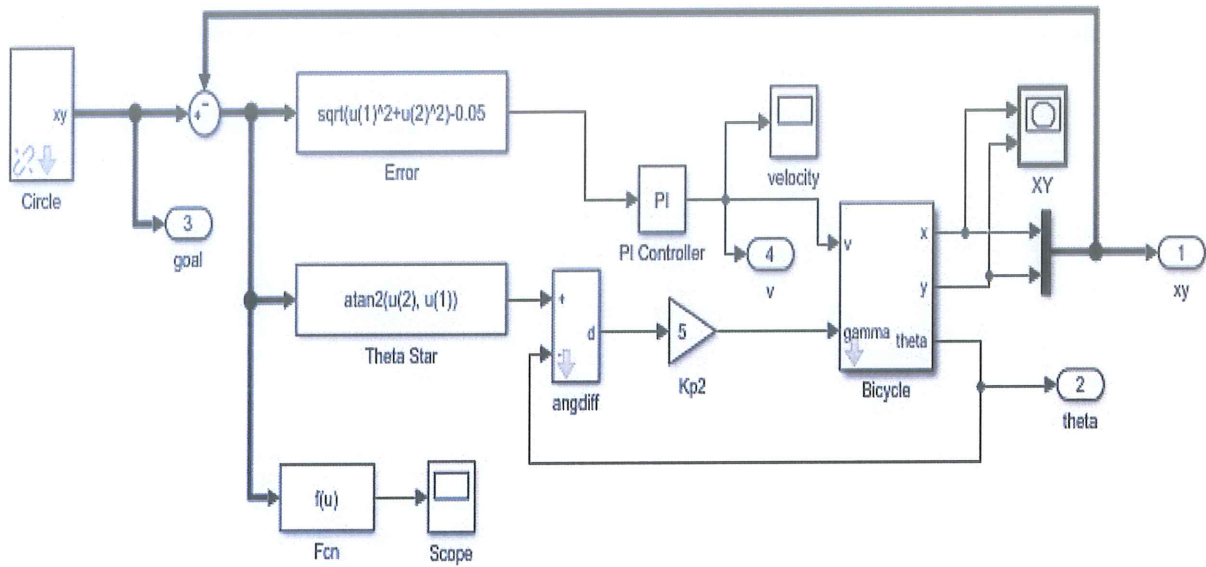 xy
Circle
3
goal
sqrt(u(1)^2+u(2)^2)-0.05
Error
PI
PI Controller
velocity
4
v
XY
atan2(u(2), u(1))
Theta Star
+
-
d
angdiff
5
Kp2
v
gamma
x
y
theta
Bicycle
1
xy
2
theta
f(u)
Fcn
Scope
+
-